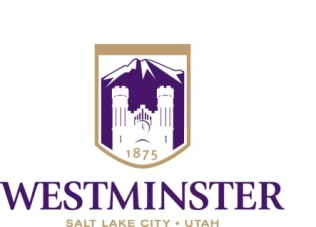 1875
WESTMINSTER
SALT LAKE CITY • UTAH